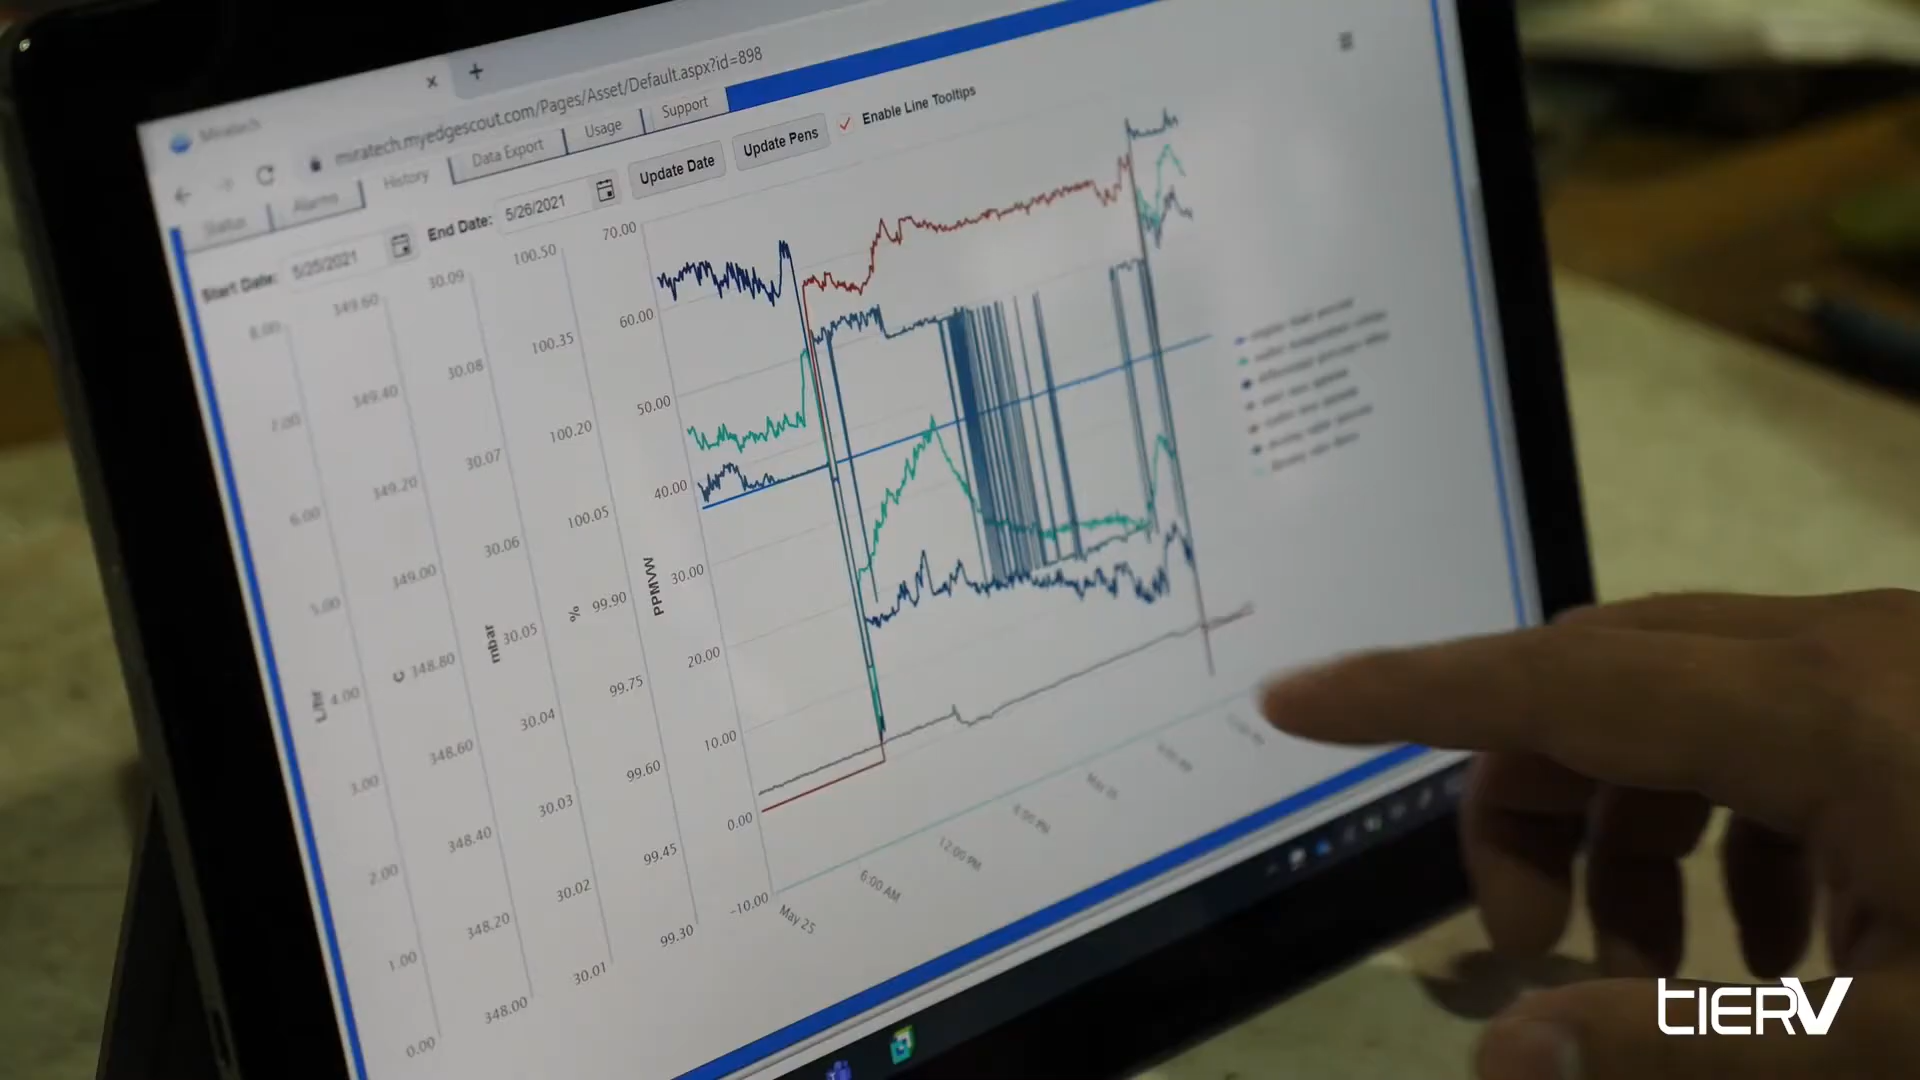 Miratech
miratech.myedgescout.com/Pages/Asset/Default.aspx?id=898
Status
Alarms
History
Data Export
Usage
Support
Start Date:
5/25/2021
End Date:
5/26/2021
Update Date
Update Pens
Enable Line Tooltips
8.00
7.00
6.00
5.00
4.00
3.00
2.00
1.00
0.00
L/hr
349.60
349.40
349.20
349.00
348.80
348.60
348.40
348.20
348.00
C
30.09
30.08
30.07
30.06
30.05
30.04
30.03
30.02
30.01
mbar
100.50
100.35
100.20
100.05
99.90
99.75
99.60
99.45
99.30
%
70.00
60.00
50.00
40.00
30.00
20.00
10.00
0.00
-10.00
PPMVW
May 25
6:00 AM
12:00 PM
6:00 PM
May 26
tierV